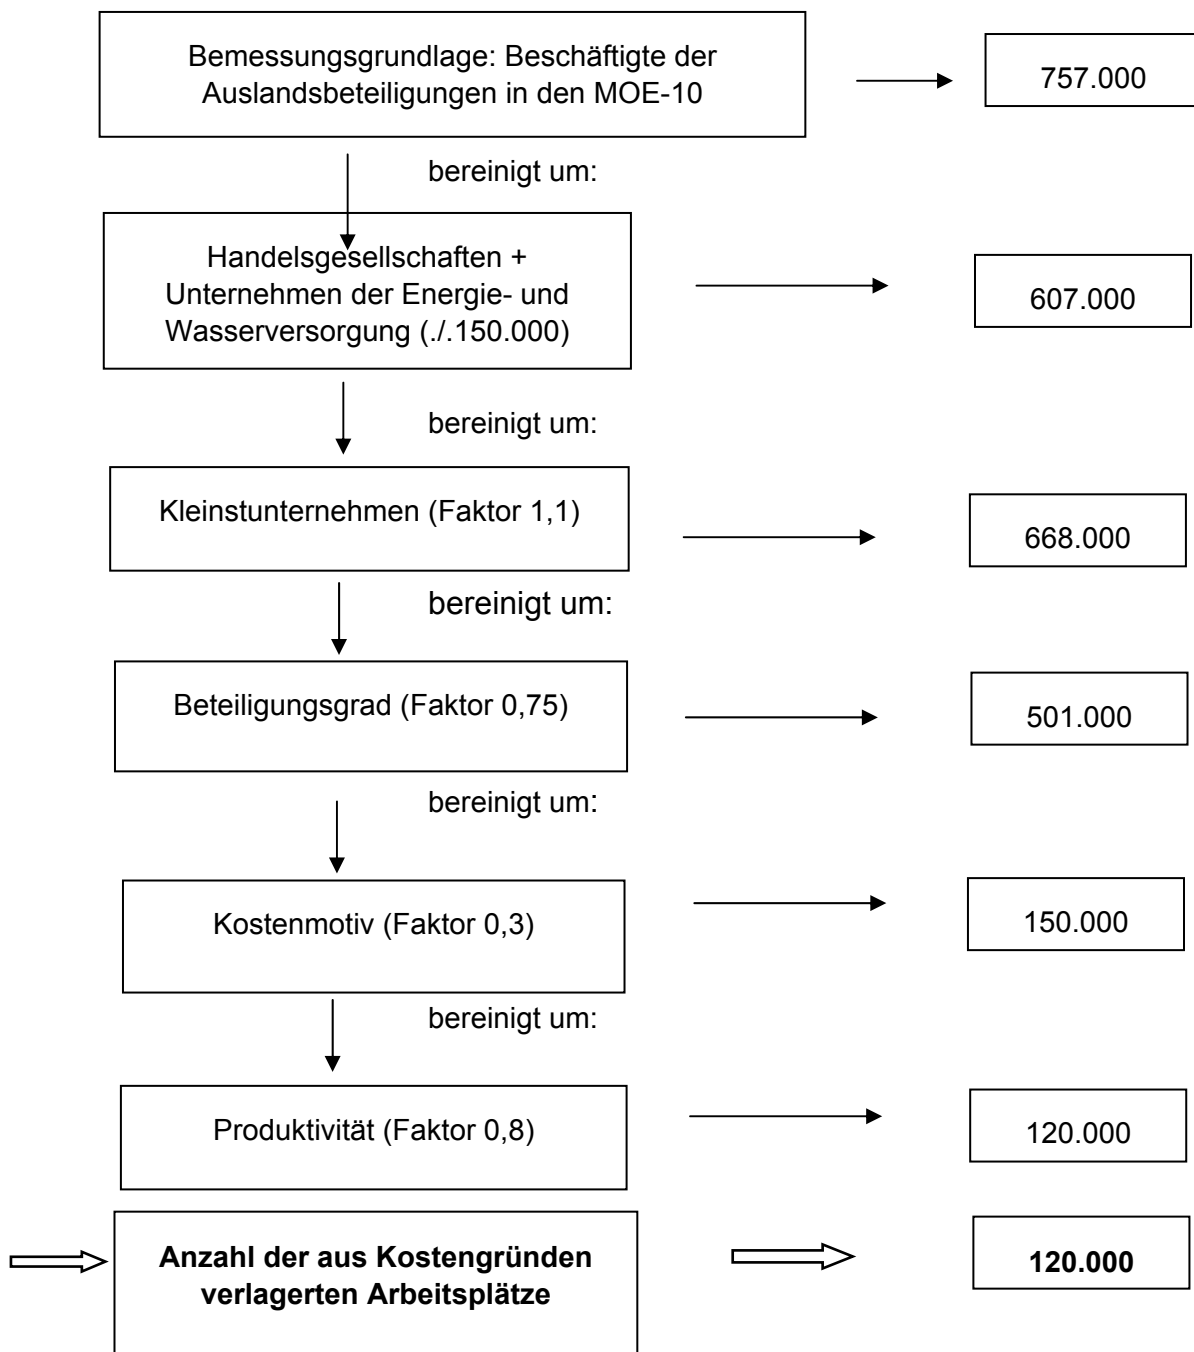 Bemessungsgrundlage: Beschäftigte der
Auslandsbeteiligungen in den MOE-10
757.000
bereinigt um:
Handelsgesellschaften +
Unternehmen der Energie- und
Wasserversorgung (./.150.000)
607.000
bereinigt um:
Kleinstunternehmen (Faktor 1,1)
668.000
bereinigt um:
Beteiligungsgrad (Faktor 0,75)
501.000
bereinigt um:
Kostenmotiv (Faktor 0,3)
150.000
bereinigt um:
Produktivität (Faktor 0,8)
120.000
Anzahl der aus Kostengründen
verlagerten Arbeitsplätze
120.000